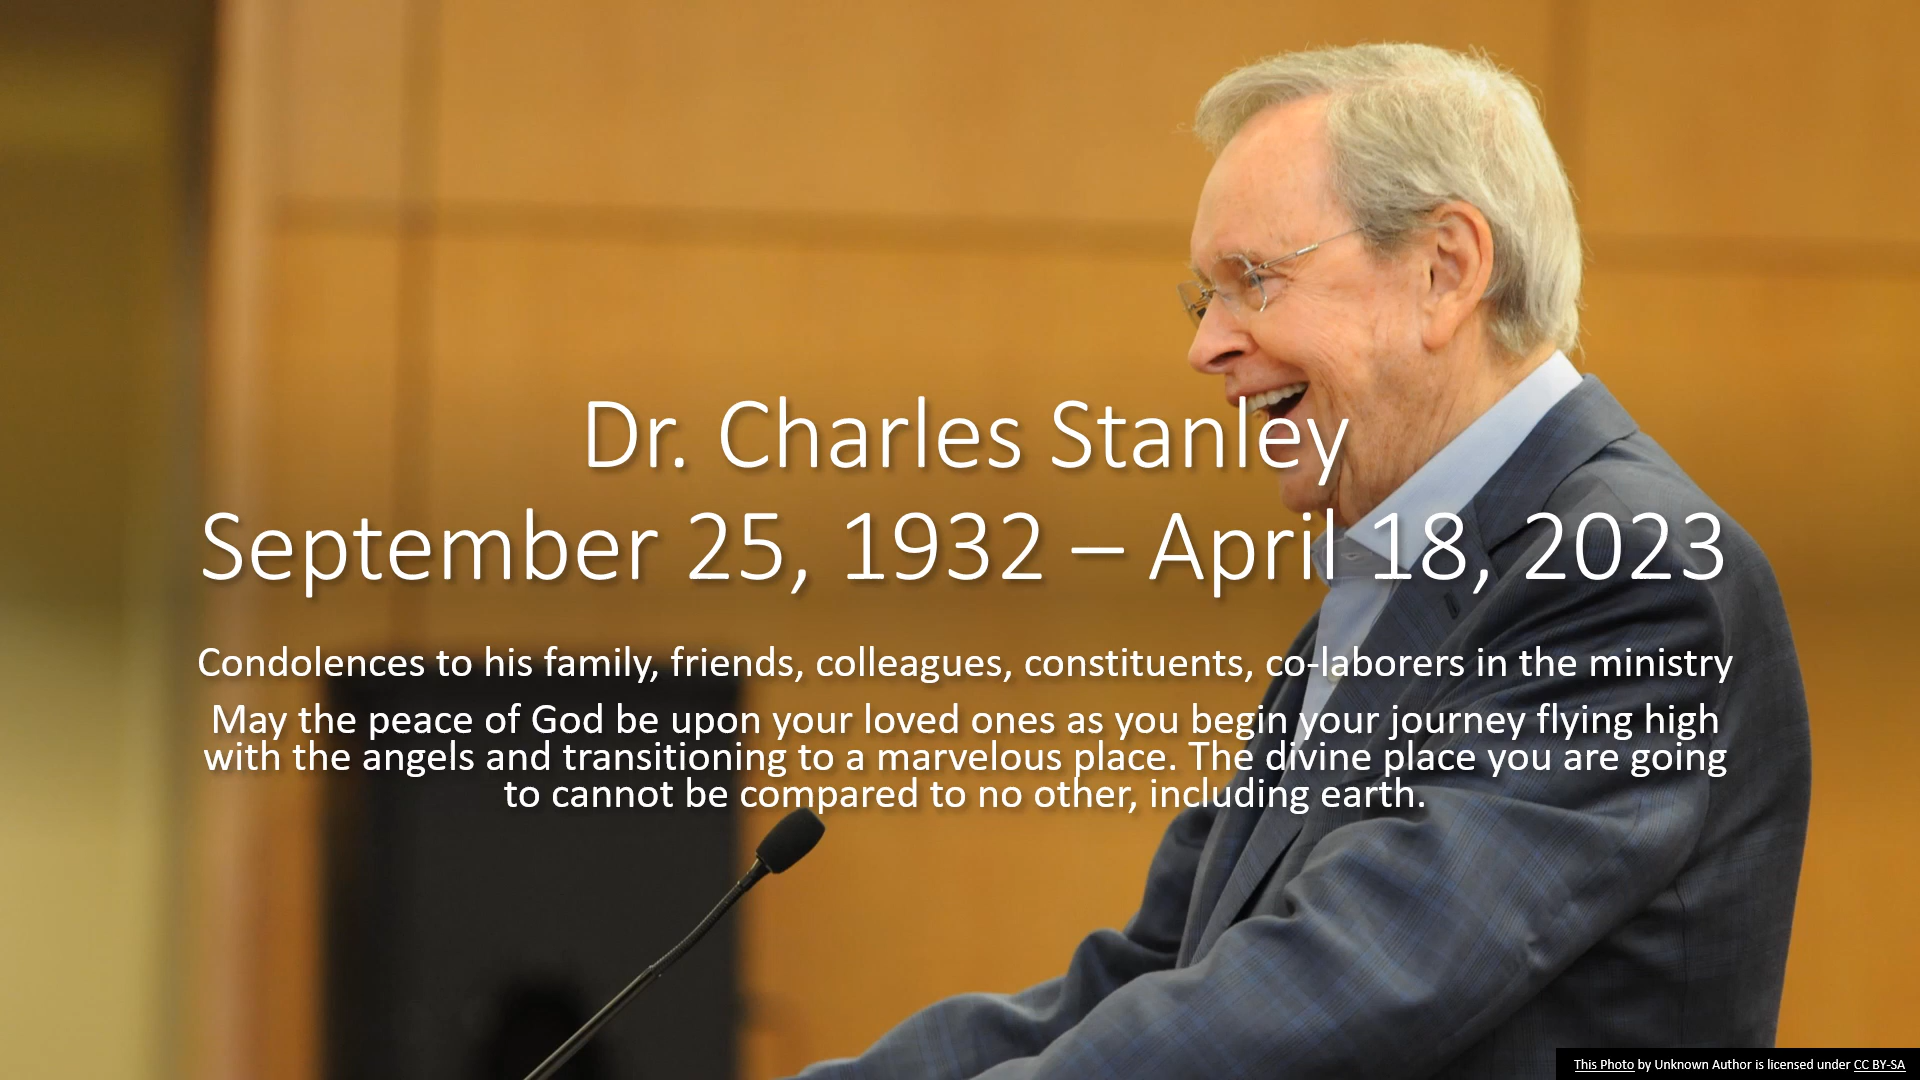 Dr. Charles Stanley
September 25, 1932 – April 18, 2023
Condolences to his family, friends, colleagues, constituents, co-laborers in the ministry
May the peace of God be upon your loved ones as you begin your journey flying high
with the angels and transitioning to a marvelous place. The divine place you are going
to cannot be compared to no other, including earth.
This Photo by Unknown Author is licensed under CC BY-SA